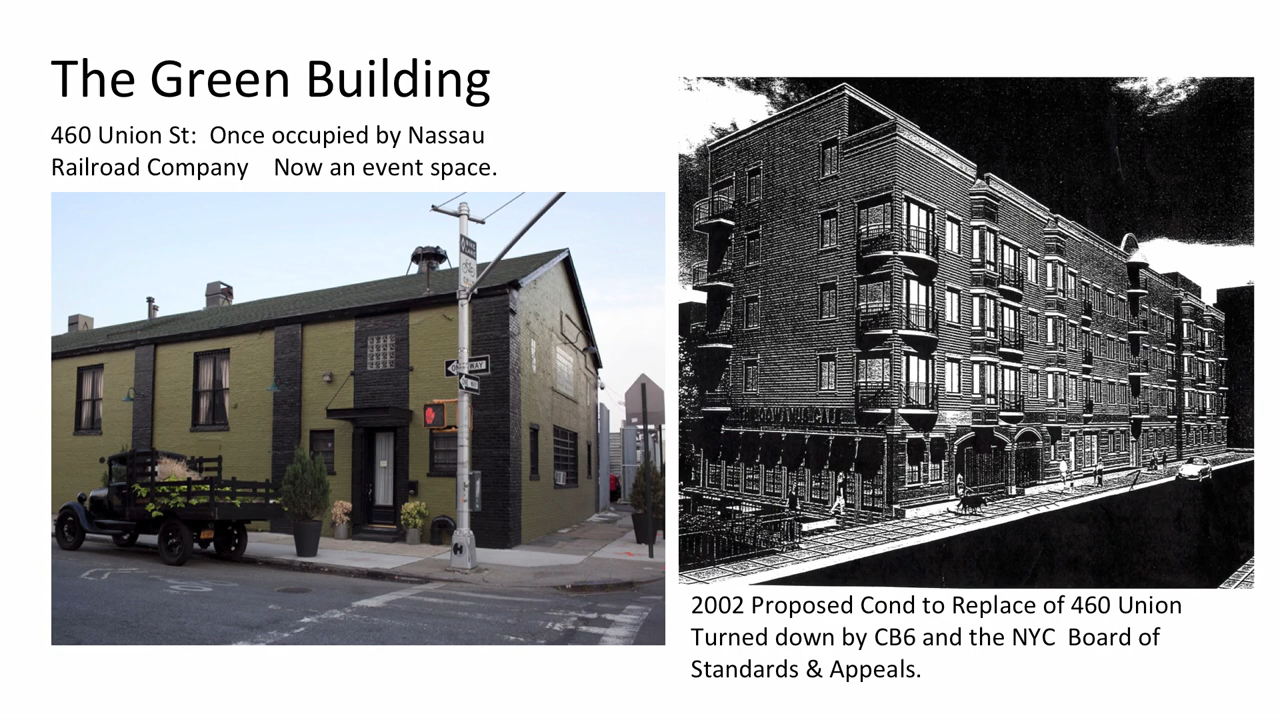 The Green Building
460 Union St:  Once occupied by Nassau
Railroad Company    Now an event space.
WAY
2002 Proposed Cond to Replace of 460 Union
Turned down by CB6 and the NYC  Board of
Standards & Appeals.